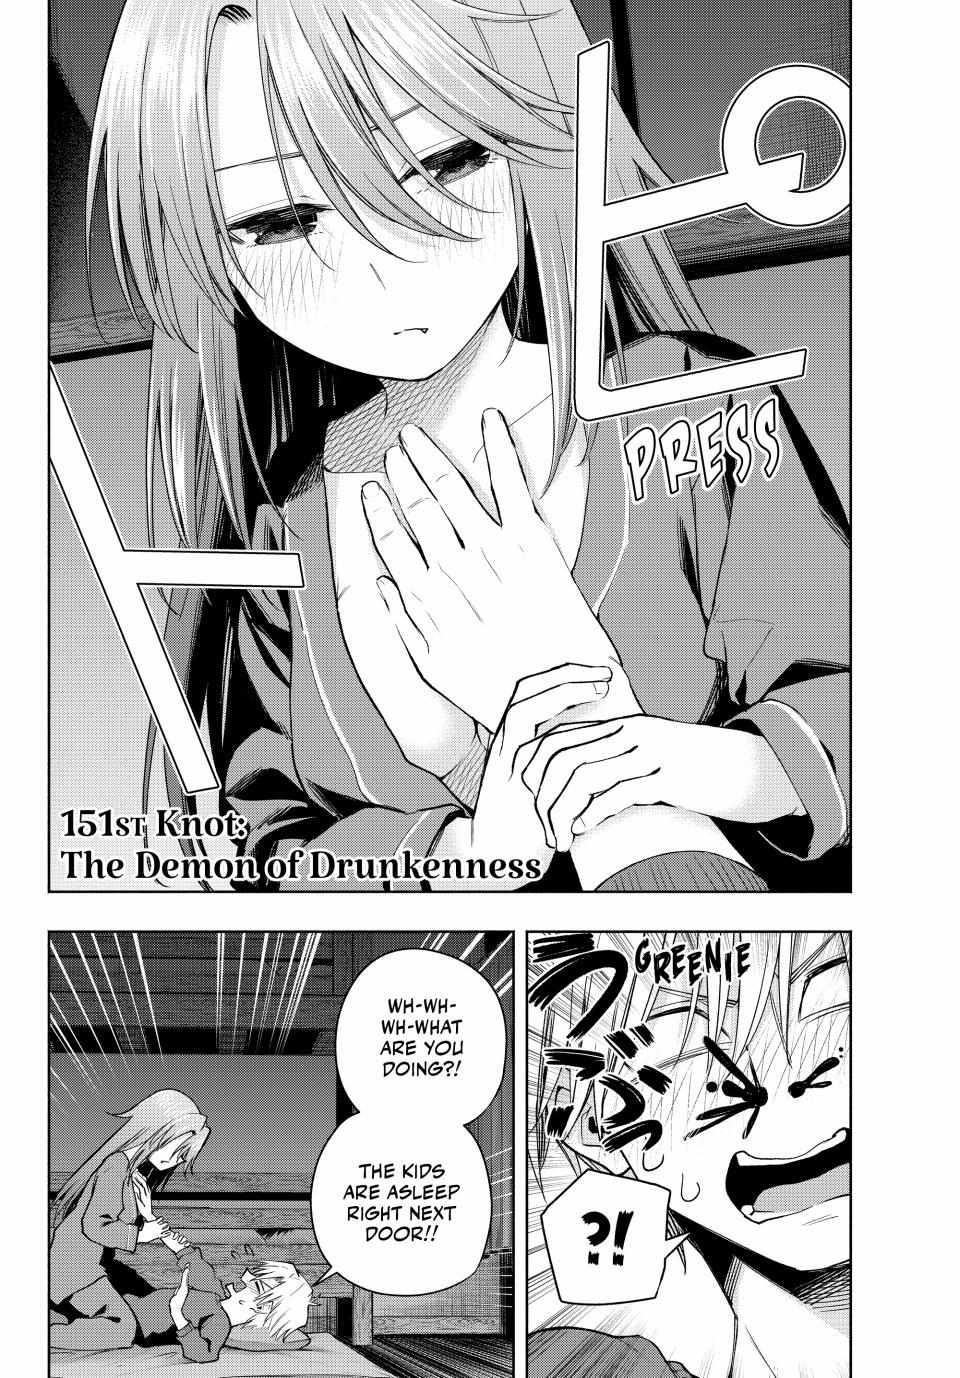 ピ
PRESS
ト
151ST Knot:
The Demon of Drunkenness
GREENIE
?!
WH-WH-
WH-WHAT
ARE YOU
DOING?!
THE KIDS
ARE ASLEEP
RIGHT NEXT
DOOR!!